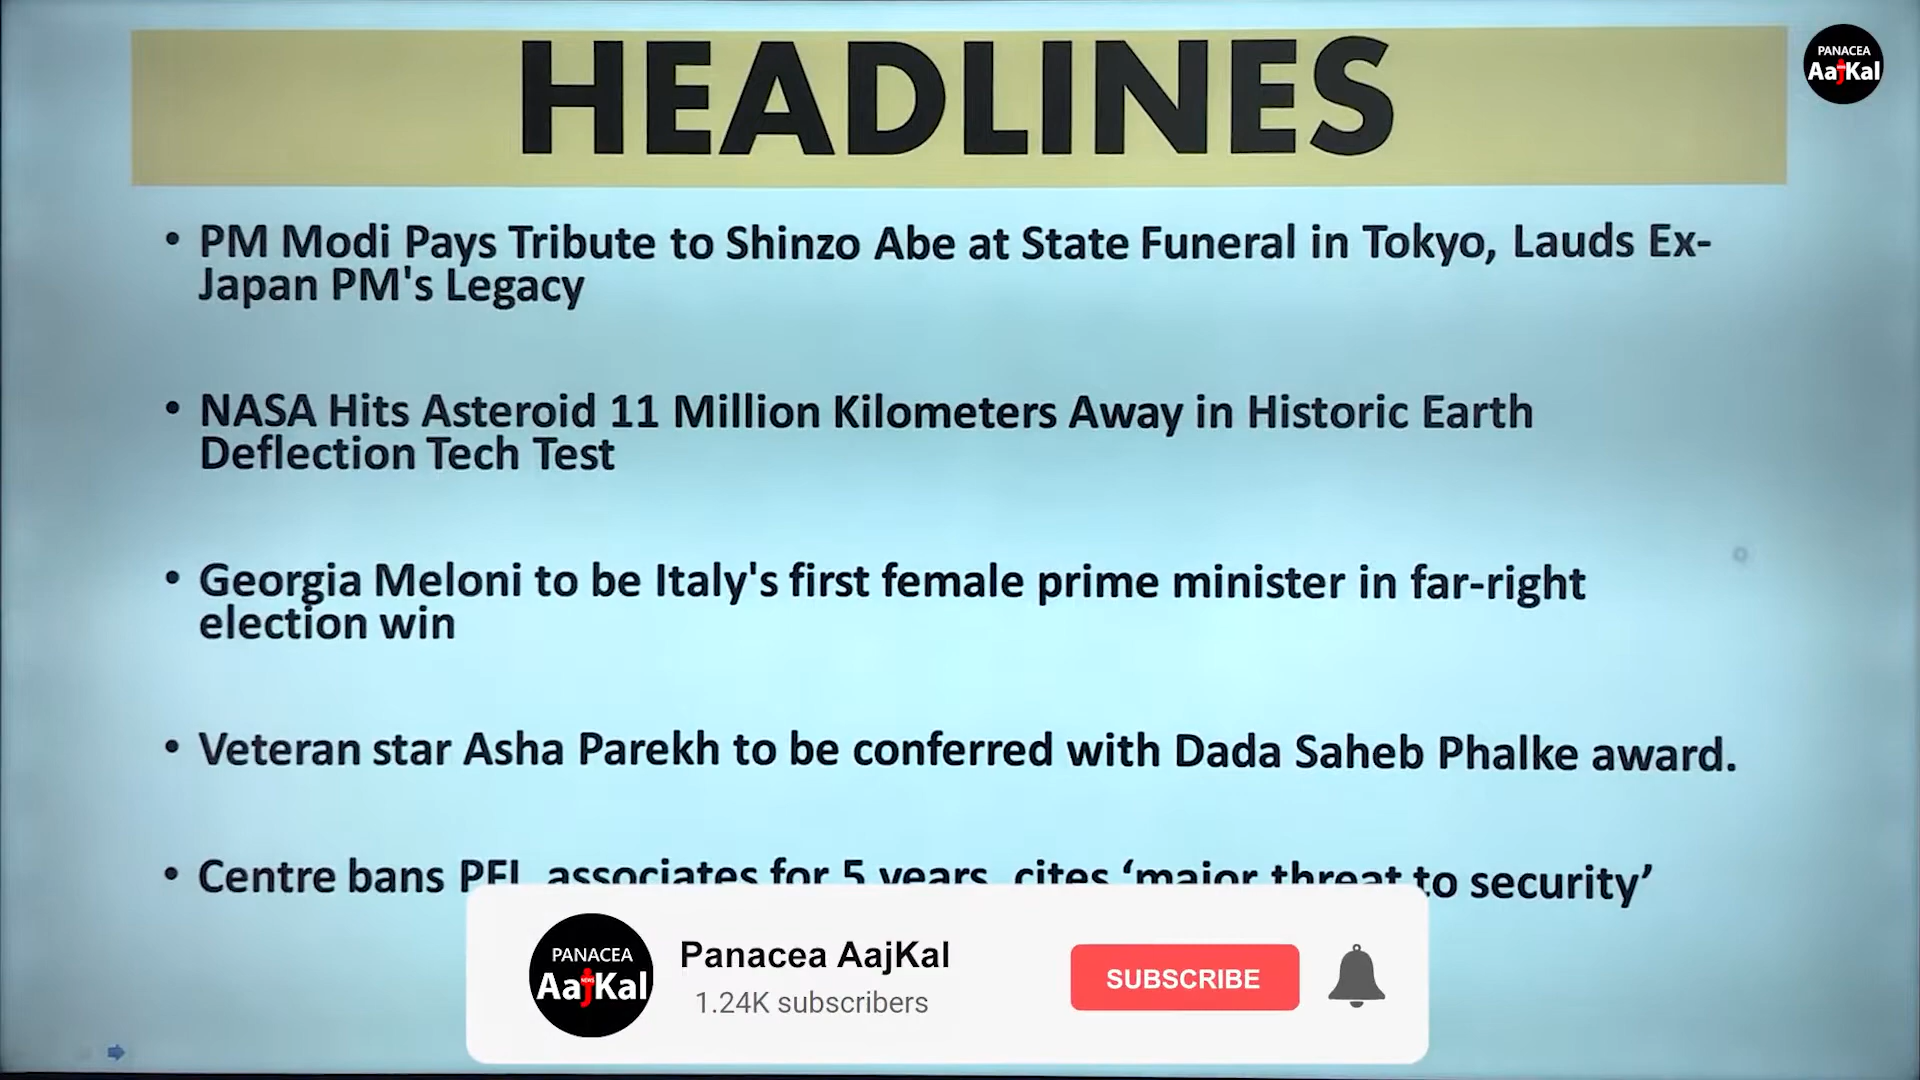 HEADLINES
PANACEA
AajKal
• PM Modi Pays Tribute to Shinzo Abe at State Funeral in Tokyo, Lauds Ex-
Japan PM's Legacy
• NASA Hits Asteroid 11 Million Kilometers Away in Historic Earth
Deflection Tech Test
• Georgia Meloni to be Italy's first female prime minister in far-right
election win
• Veteran star Asha Parekh to be conferred with Dada Saheb Phalke award.
• Centre bans PFI, associates for 5 years, cites ‘major threat to security’
PANACEA
AajKal
NEWS
Panacea AajKal
1.24K subscribers
SUBSCRIBE